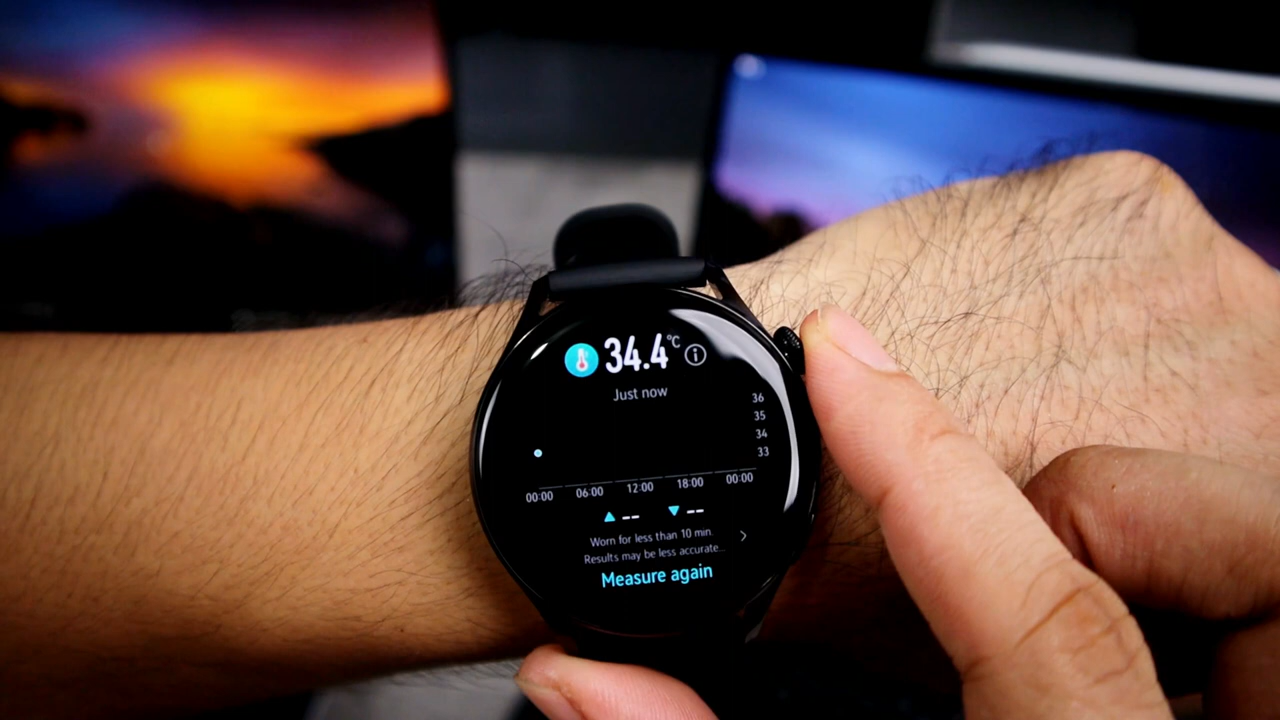 34.4°C
Just now
36
35
34
33
00:00 06:00 12:00 18:00 00:00
▲ -- ▼ --
Worn for less than 10 min.
Results may be less accurate...
Measure again